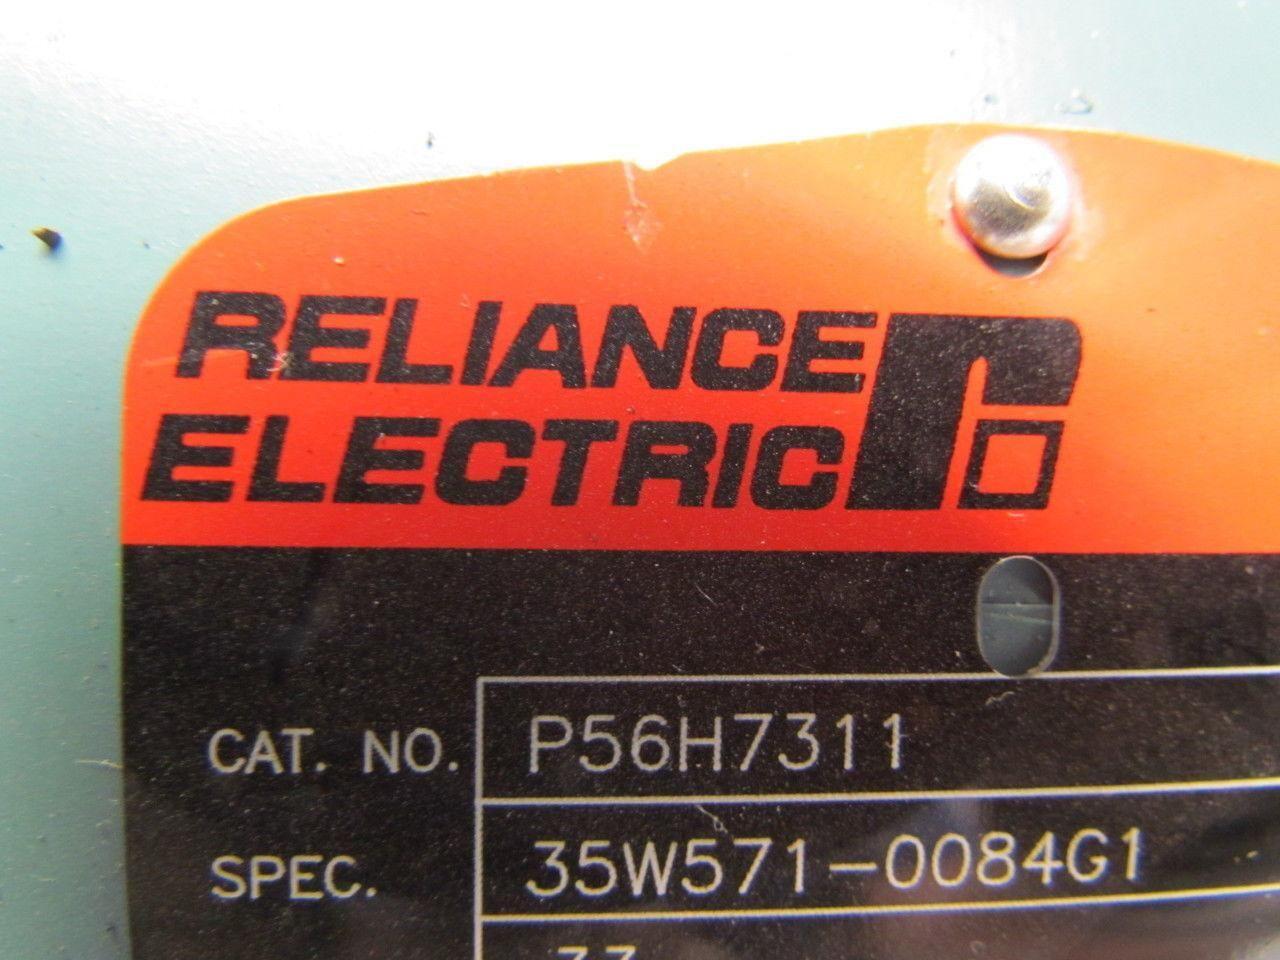 RELIANCE
ELECTRIC
CAT. NO. P56H7311
SPEC. 35W571-0084G1